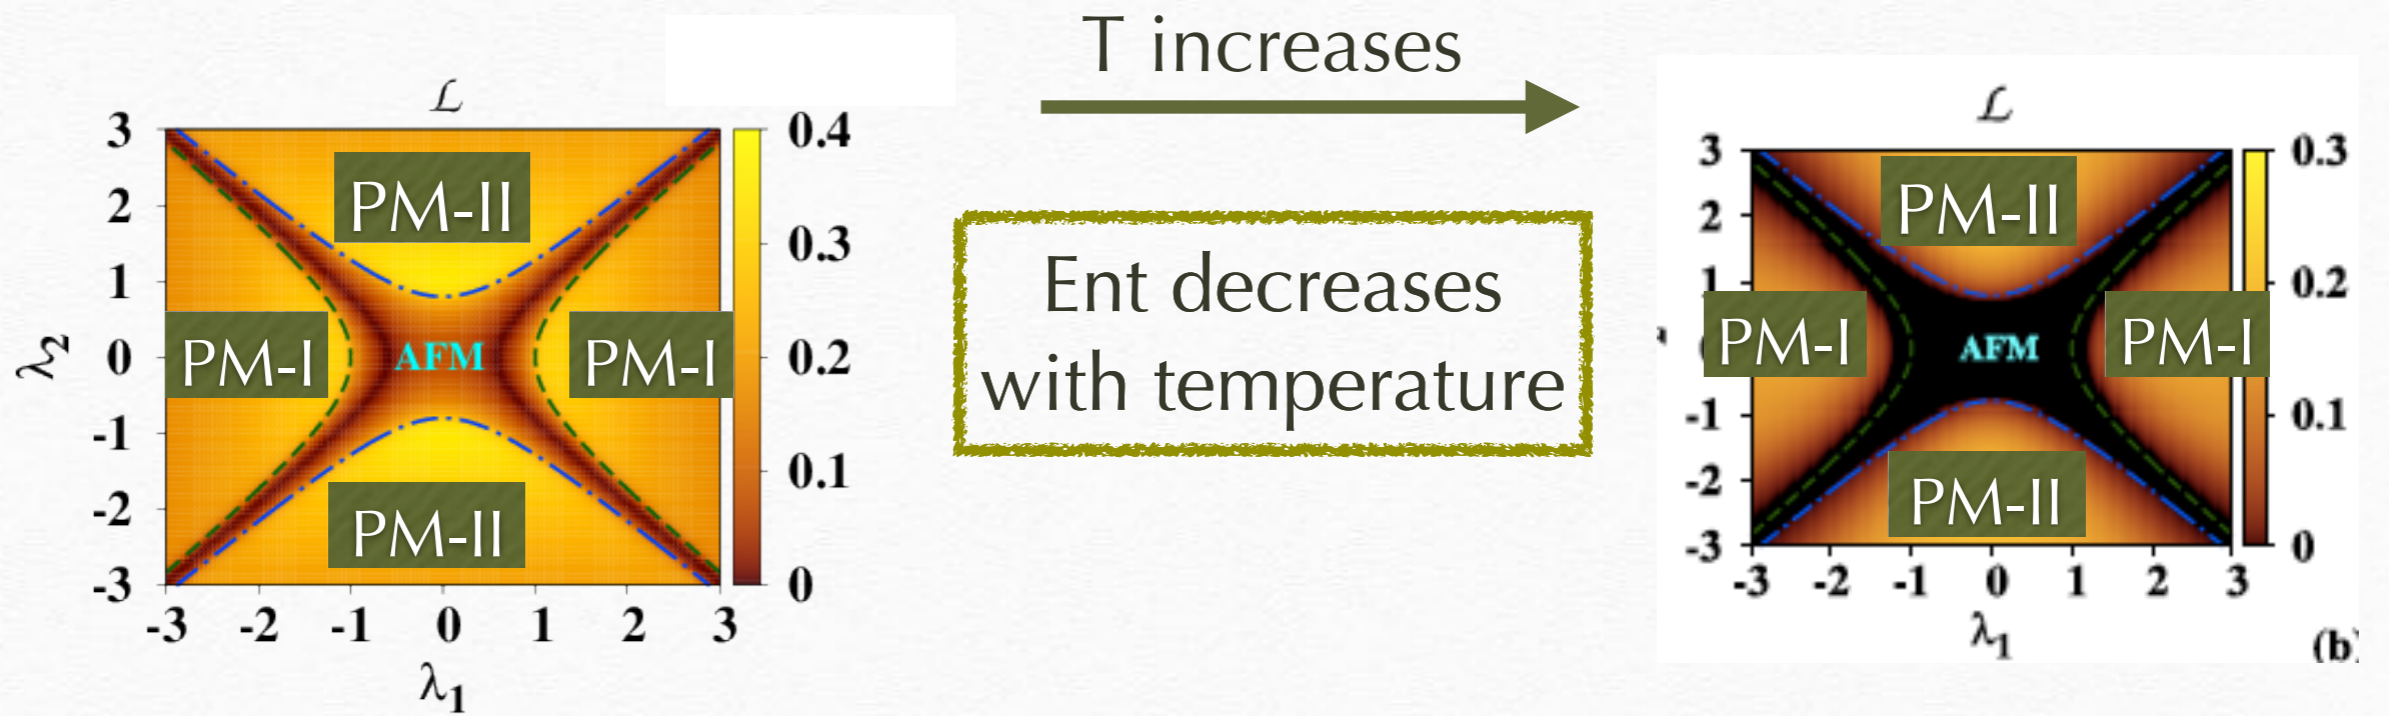 T increases
ℒ
3
2
1
0
-1
-2
-3
λ2
PM-II
PM-I
AFM
PM-I
PM-II
0.4
0.3
0.2
0.1
0
-3 -2 -1 0 1 2 3
λ1
Ent decreases
with temperature
ℒ
3
2
1
-1
-2
-3
PM-II
PM-I
AFM
PM-I
PM-II
0.3
0.2
0.1
0
-3 -2 -1 0 1 2 3
λ1
(b)